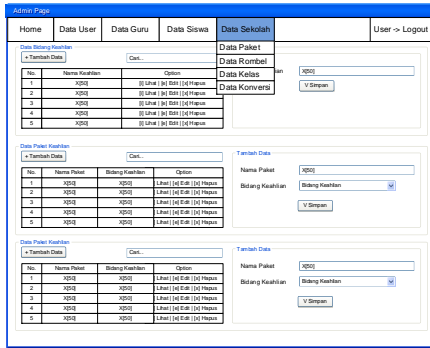 Admin Page
Home Data User Data Guru Data Siswa Data Sekolah User -> Logout
Data Paket
Data Rombel
Data Kelas
Data Konversi
Data Bidang Keahlian
+ Tambah Data Cari...
No. Nama Keahlian Option
1 X[50] [l] Lihat | [e] Edit | [x] Hapus
2 X[50] [l] Lihat | [e] Edit | [x] Hapus
3 X[50] [l] Lihat | [e] Edit | [x] Hapus
4 X[50] [l] Lihat | [e] Edit | [x] Hapus
5 X[50] [l] Lihat | [e] Edit | [x] Hapus
X[50]
V Simpan
Data Paket Keahlian
+ Tambah Data Cari...
No. Nama Paket Bidang Keahlian Option
1 X[50] X[50] Lihat | [e] Edit | [x] Hapus
2 X[50] X[50] Lihat | [e] Edit | [x] Hapus
3 X[50] X[50] Lihat | [e] Edit | [x] Hapus
4 X[50] X[50] Lihat | [e] Edit | [x] Hapus
5 X[50] X[50] Lihat | [e] Edit | [x] Hapus
Tambah Data
Nama Paket X[50]
Bidang Keahlian Bidang Keahlian
V Simpan
Data Paket Keahlian
+ Tambah Data Cari...
No. Nama Paket Bidang Keahlian Option
1 X[50] X[50] Lihat | [e] Edit | [x] Hapus
2 X[50] X[50] Lihat | [e] Edit | [x] Hapus
3 X[50] X[50] Lihat | [e] Edit | [x] Hapus
4 X[50] X[50] Lihat | [e] Edit | [x] Hapus
5 X[50] X[50] Lihat | [e] Edit | [x] Hapus
Tambah Data
Nama Paket X[50]
Bidang Keahlian Bidang Keahlian
V Simpan